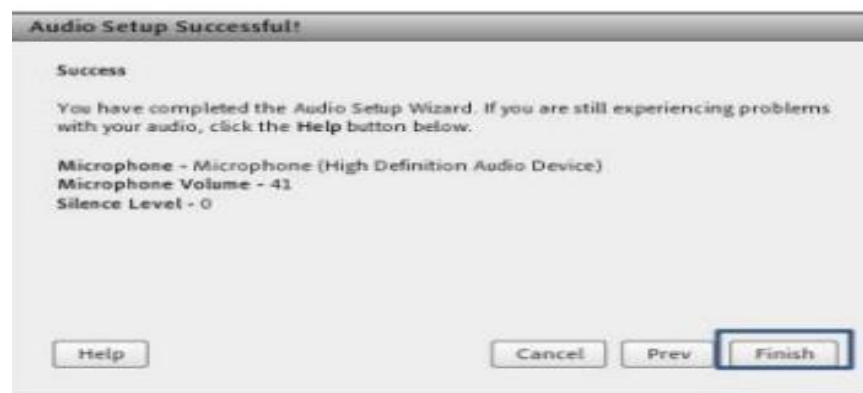 Audio Setup Successful!
Success
You have completed the Audio Setup Wizard. If you are still experiencing problems
with your audio, click the Help button below.
Microphone - Microphone (High Definition Audio Device)
Microphone Volume - 41
Silence Level - 0
Help Cancel Prev Finish